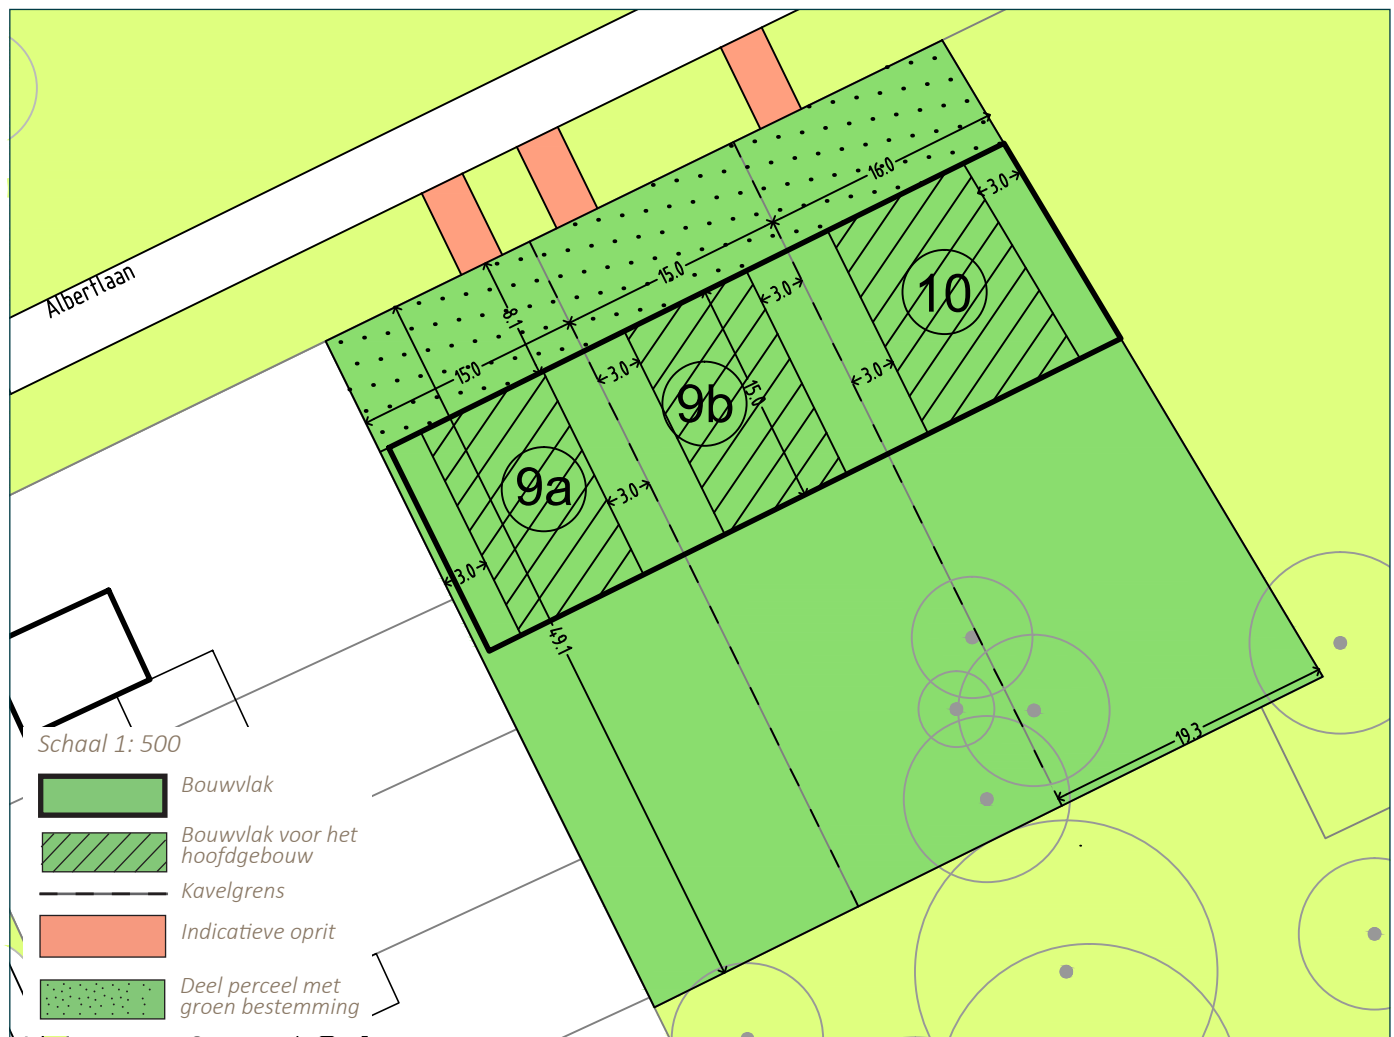 Albertlaan
16.0
3.0
15.0
8.1
3.0
10
15.0
3.0
3.0
9b
15.0
9a
3.0
3.0
49.1
19.3
Schaal 1: 500
Bouwvlak
Bouwvlak voor het
hoofdgebouw
Kavelgrens
Indicatieve oprit
Deel perceel met
groen bestemming